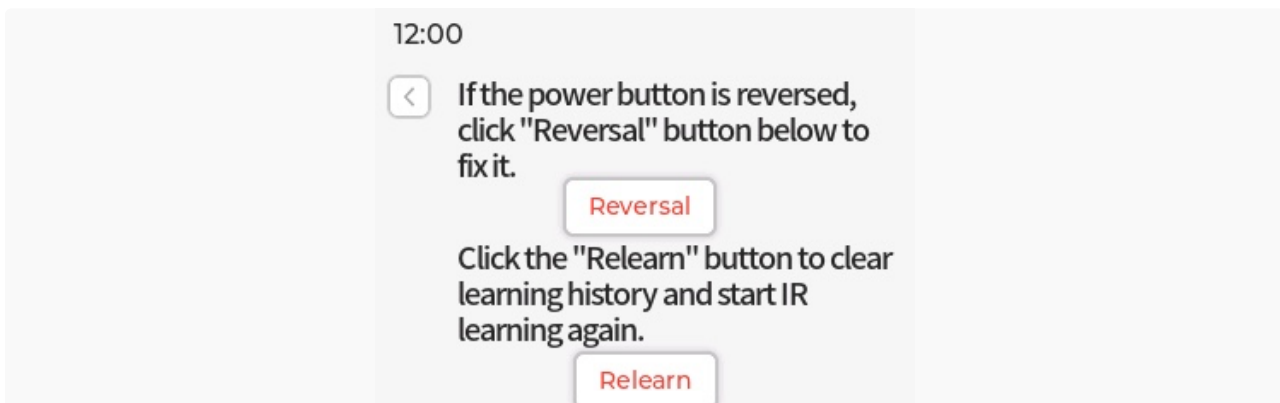 12:00
If the power button is reversed,
click "Reversal" button below to
fix it.
Reversal
Click the "Relearn" button to clear
learning history and start IR
learning again.
Relearn